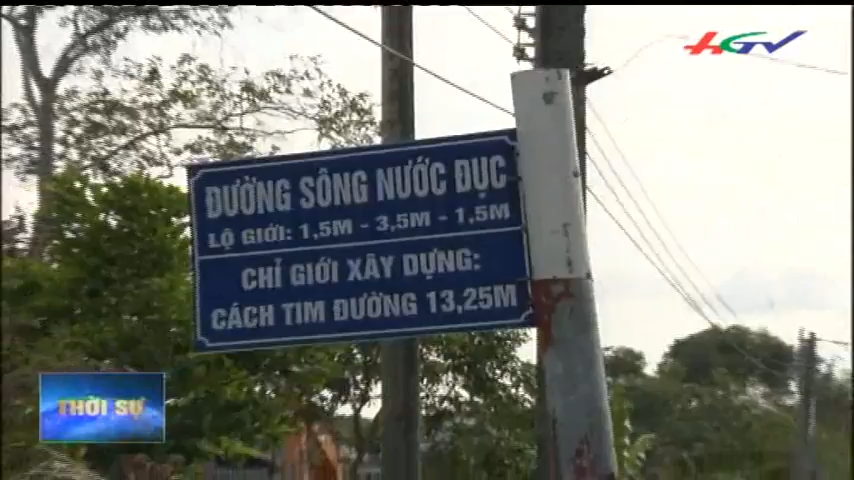 HGTV
ĐƯỜNG SÔNG NƯỚC ĐỤC
LỘ GIỚI: 1,5M - 3,5M - 1,5M
CHỈ GIỚI XÂY DỰNG:
CÁCH TIM ĐƯỜNG 13,25M
THỜI SỰ